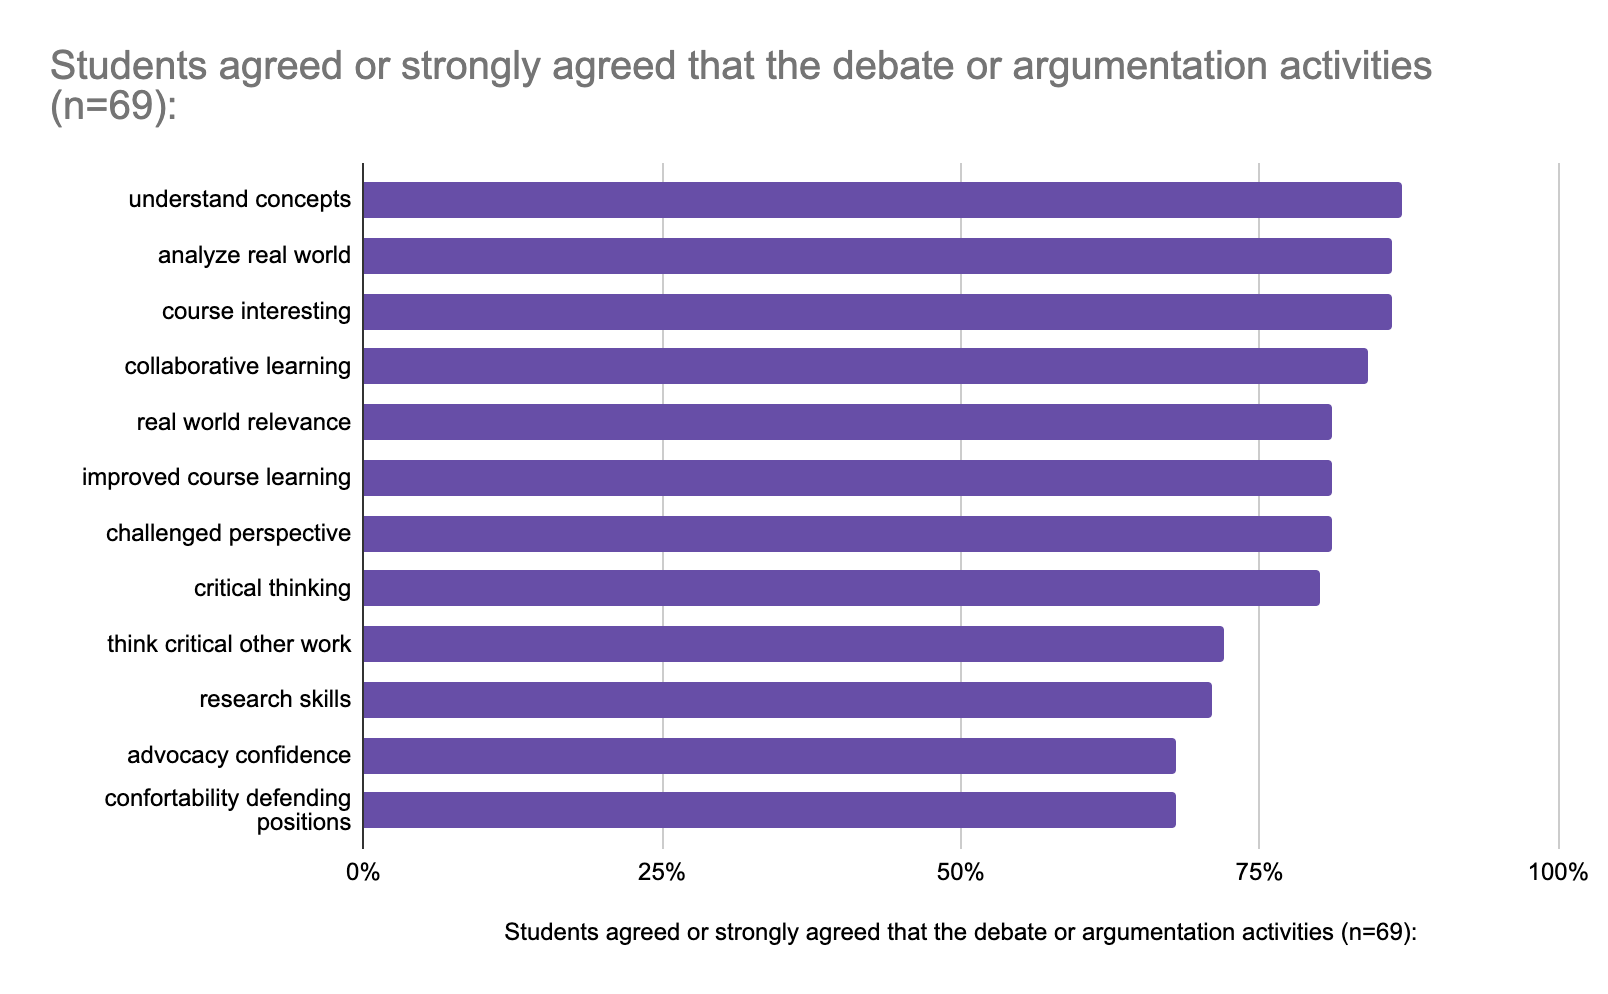 Students agreed or strongly agreed that the debate or argumentation activities
(n=69):
understand concepts
analyze real world
course interesting
collaborative learning
real world relevance
improved course learning
challenged perspective
critical thinking
think critical other work
research skills
advocacy confidence
confortability defending
positions
0% 25% 50% 75% 100%
Students agreed or strongly agreed that the debate or argumentation activities (n=69):